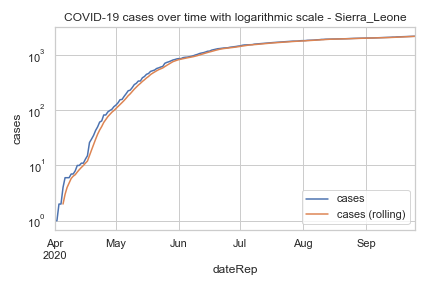 COVID-19 cases over time with logarithmic scale - Sierra_Leone
cases
10³
10²
10¹
10⁰
cases
cases (rolling)
Apr
2020
May
Jun
Jul
Aug
Sep
dateRep